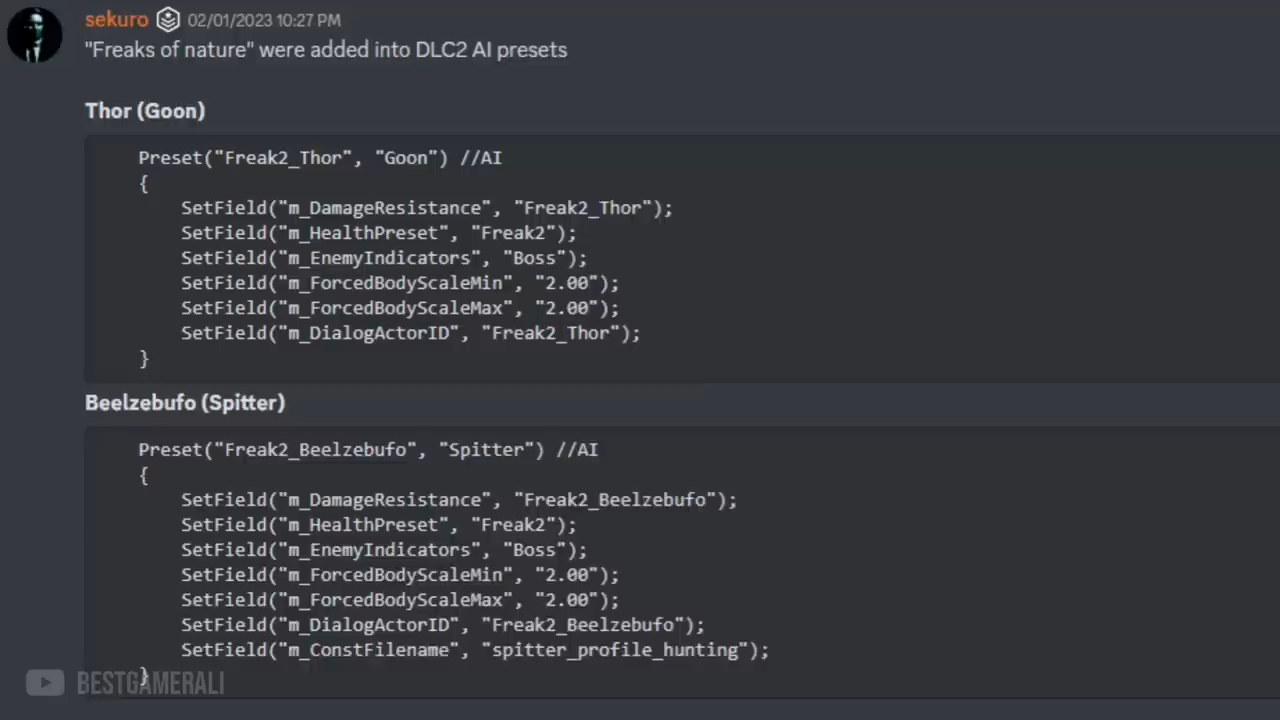 sekuro 02/01/2023 10:27 PM
"Freaks of nature" were added into DLC2 AI presets
Thor (Goon)
Preset("Freak2_Thor", "Goon") //AI
{
SetField("m_DamageResistance", "Freak2_Thor");
SetField("m_HealthPreset", "Freak2");
SetField("m_EnemyIndicators", "Boss");
SetField("m_ForcedBodyScaleMin", "2.00");
SetField("m_ForcedBodyScaleMax", "2.00");
SetField("m_DialogActorID", "Freak2_Thor");
}
Beelzebufo (Spitter)
Preset("Freak2_Beelzebufo", "Spitter") //AI
{
SetField("m_DamageResistance", "Freak2_Beelzebufo");
SetField("m_HealthPreset", "Freak2");
SetField("m_EnemyIndicators", "Boss");
SetField("m_ForcedBodyScaleMin", "2.00");
SetField("m_ForcedBodyScaleMax", "2.00");
SetField("m_DialogActorID", "Freak2_Beelzebufo");
SetField("m_ConstFilename", "spitter_profile_hunting");
}
BESTGAMERALI